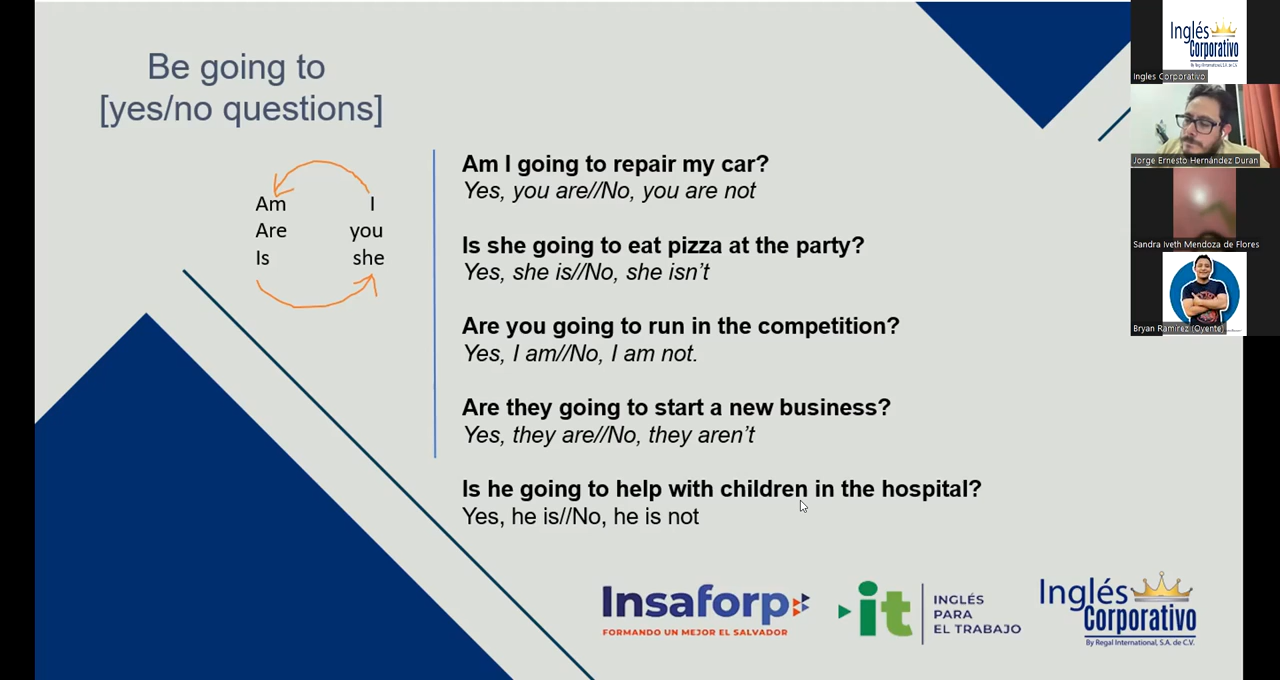 Be going to
[yes/no questions]
Am I
Are you
Is she
Am I going to repair my car?
Yes, you are//No, you are not
Is she going to eat pizza at the party?
Yes, she is//No, she isn't
Are you going to run in the competition?
Yes, I am//No, I am not.
Are they going to start a new business?
Yes, they are//No, they aren't
Is he going to help with children in the hospital?
Yes, he is//No, he is not
Insaforp
FORMANDO UN MEJOR EL SALVADOR
it
INGLÉS
PARA
EL TRABAJO
Inglés
Corporativo
By Regal International, S.A. de C.V.
Inglés
Corporativo
By Regal International, S.A. de C.V.
Ingles Corporativo
Jorge Ernesto Hernández Duran
Sandra Iveth Mendoza de Flores
Bryan Ramírez (Oyente)